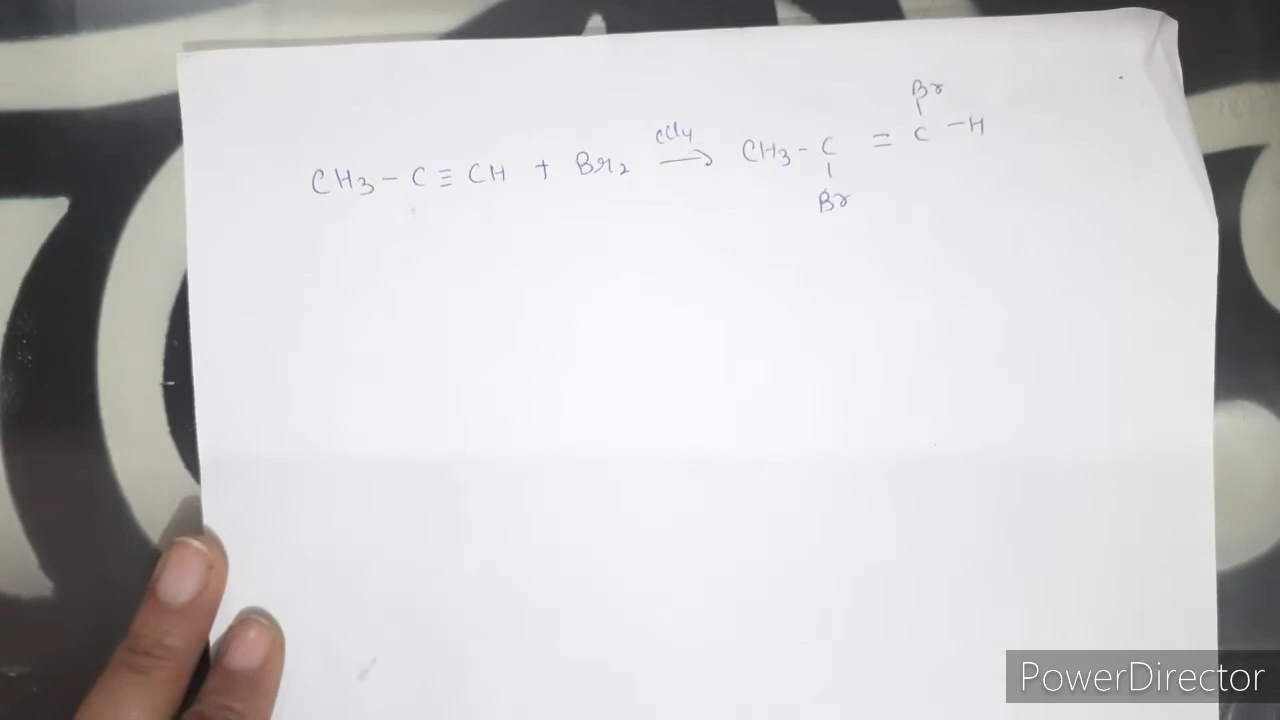 Br
CCl4
CH3 - C ≡ CH + Br2 → CH3 - C = C - H
Br
PowerDirector